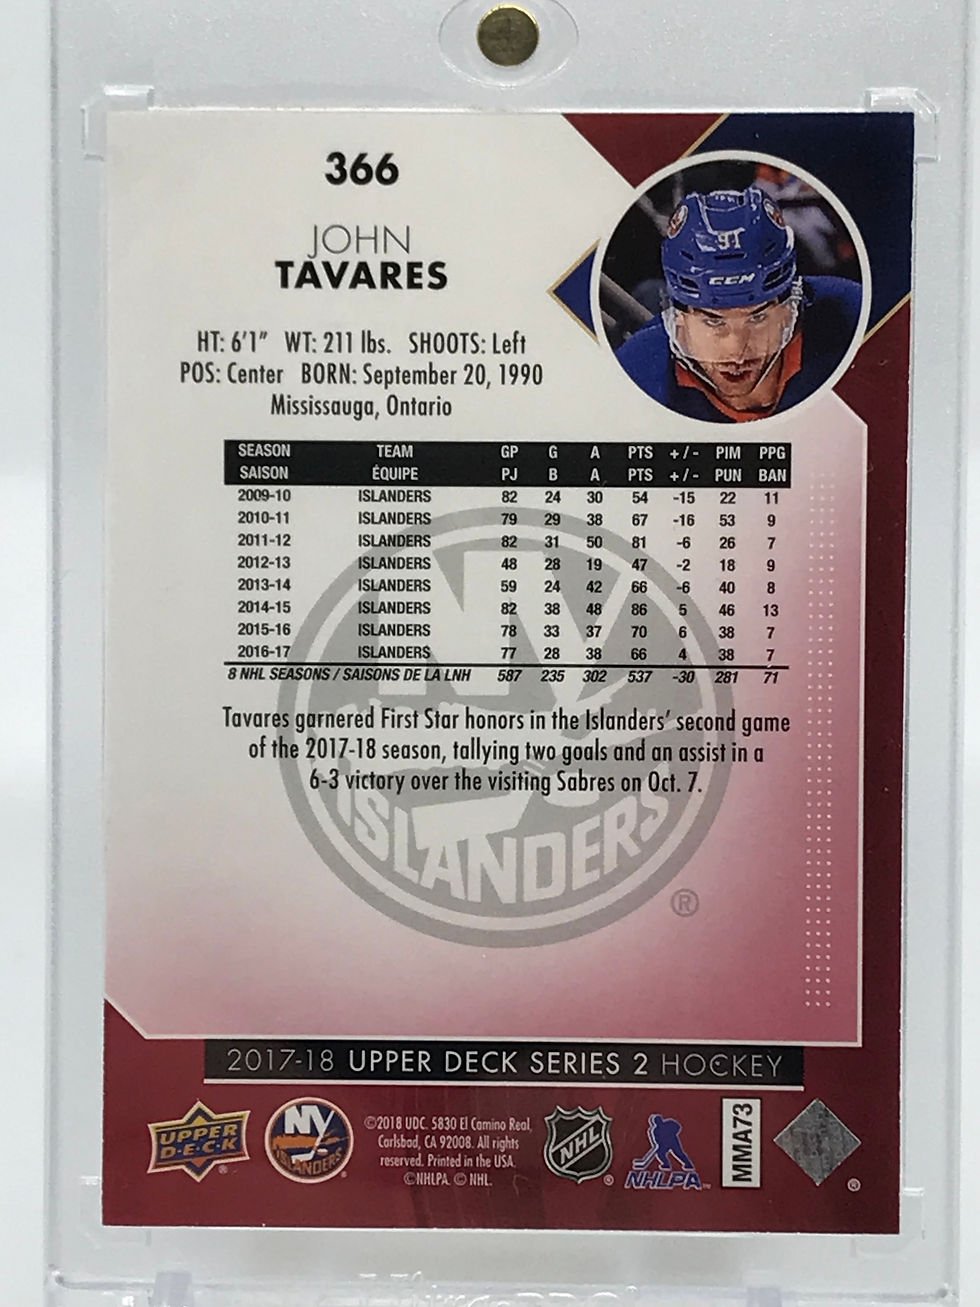 366
JOHN
TAVARES
91
CCM
HT: 6'1" WT: 211 lbs. SHOOTS: Left
POS: Center BORN: September 20, 1990
Mississauga, Ontario
SEASON TEAM GP G A PTS +/- PIM PPG
SAISON ÉQUIPE PJ B A PTS +/- PUN BAN
2009-10 ISLANDERS 82 24 30 54 -15 22 11
2010-11 ISLANDERS 79 29 38 67 -16 53 9
2011-12 ISLANDERS 82 31 50 81 -6 26 7
2012-13 ISLANDERS 48 28 19 47 -2 18 9
2013-14 ISLANDERS 59 24 42 66 -6 40 8
2014-15 ISLANDERS 82 38 48 86 5 46 13
2015-16 ISLANDERS 78 33 37 70 6 38 7
2016-17 ISLANDERS 77 28 38 66 4 38 7
8 NHL SEASONS / SAISONS DE LA LNH 587 235 302 537 -30 281 71
Tavares garnered First Star honors in the Islanders' second game
of the 2017-18 season, tallying two goals and an assist in a
6-3 victory over the visiting Sabres on Oct. 7.
NY
ISLANDERS
®
2017-18 UPPER DECK SERIES 2 HOCKEY
UPPER
D·E·C·K
®
NY
ISLANDERS
®
©2018 UDC. 5830 El Camino Real,
Carlsbad, CA 92008. All rights
reserved. Printed in the USA.
©NHLPA. © NHL.
NHL
®
NHLPA™
MMA73
®